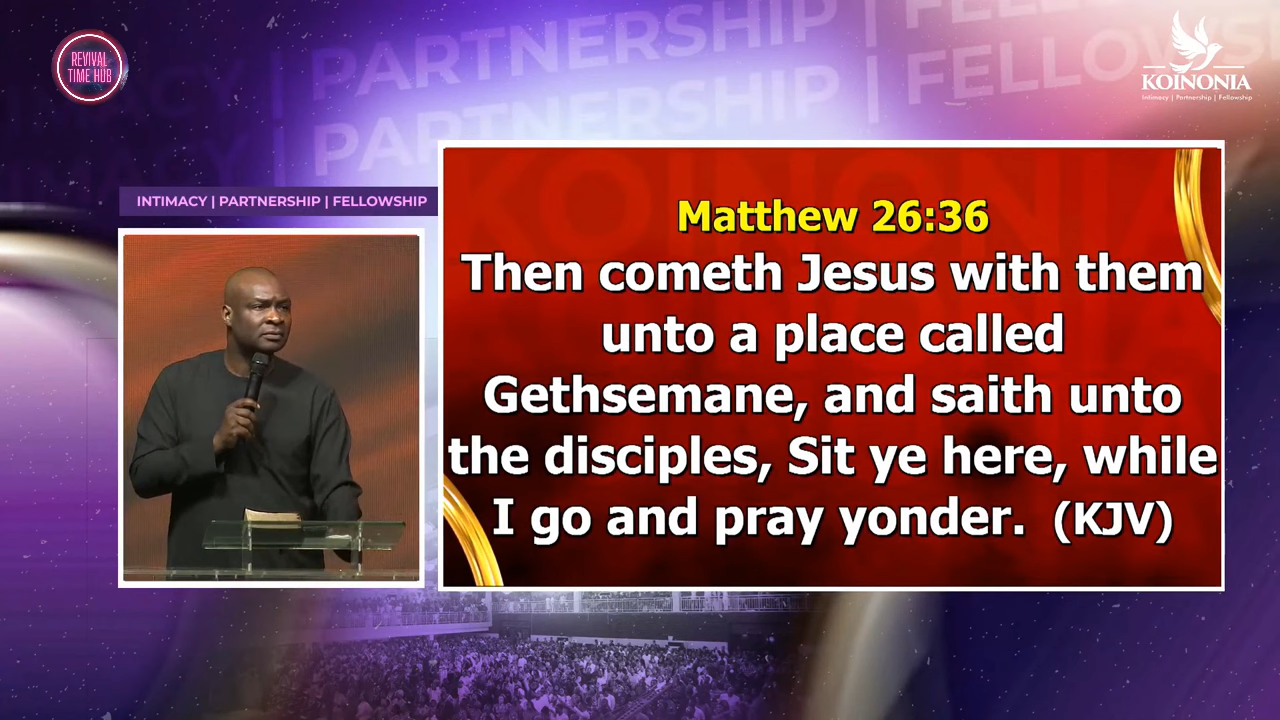 INTIMACY | PARTNERSHIP | FELLOWSHIP
PARTNERSHIP | FELLOWSHIP
REVIVAL
TIME HUB
KOINONIA
Intimacy | Partnership | Fellowship
INTIMACY | PARTNERSHIP | FELLOWSHIP
Matthew 26:36
Then cometh Jesus with them
unto a place called
Gethsemane, and saith unto
the disciples, Sit ye here, while
I go and pray yonder. (KJV)